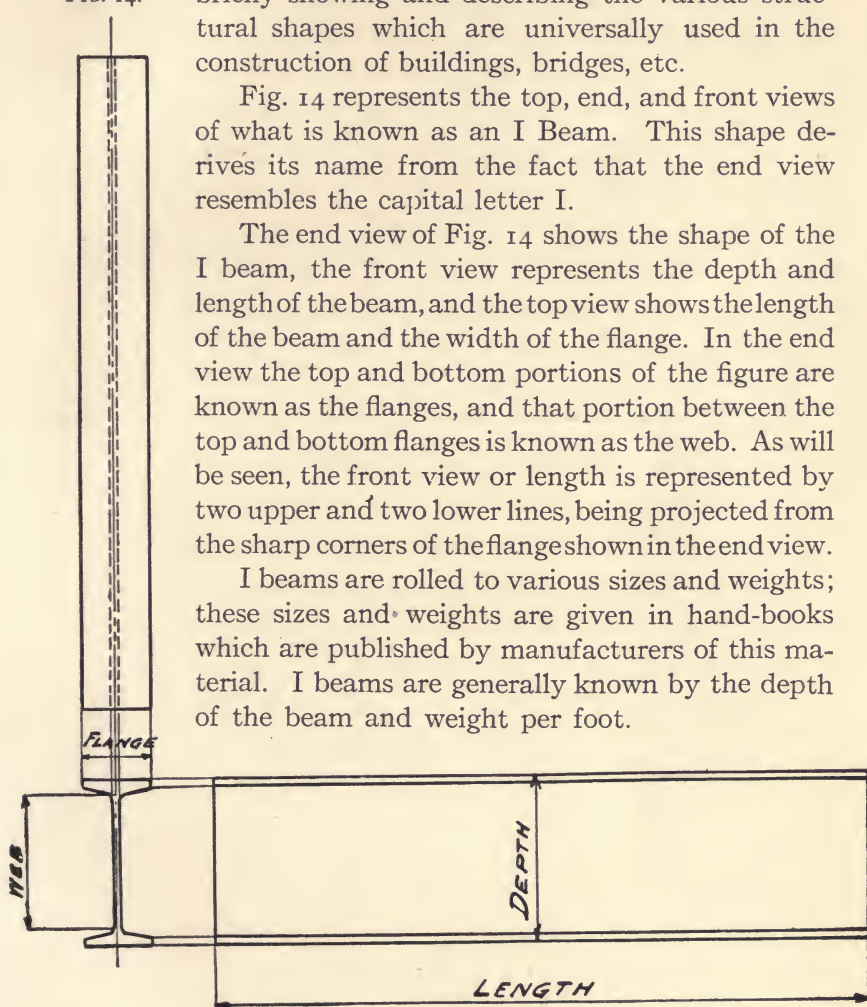 tural shapes which are universally used in the
construction of buildings, bridges, etc.
Fig. 14 represents the top, end, and front views
of what is known as an I Beam. This shape de-
rives its name from the fact that the end view
resembles the capital letter I.
The end view of Fig. 14 shows the shape of the
I beam, the front view represents the depth and
length of the beam, and the top view shows the length
of the beam and the width of the flange. In the end
view the top and bottom portions of the figure are
known as the flanges, and that portion between the
top and bottom flanges is known as the web. As will
be seen, the front view or length is represented by
two upper and two lower lines, being projected from
the sharp corners of the flange shown in the end view.
I beams are rolled to various sizes and weights;
these sizes and weights are given in hand-books
which are published by manufacturers of this ma-
terial. I beams are generally known by the depth
of the beam and weight per foot.
FLANGE
WEB
DEPTH
LENGTH